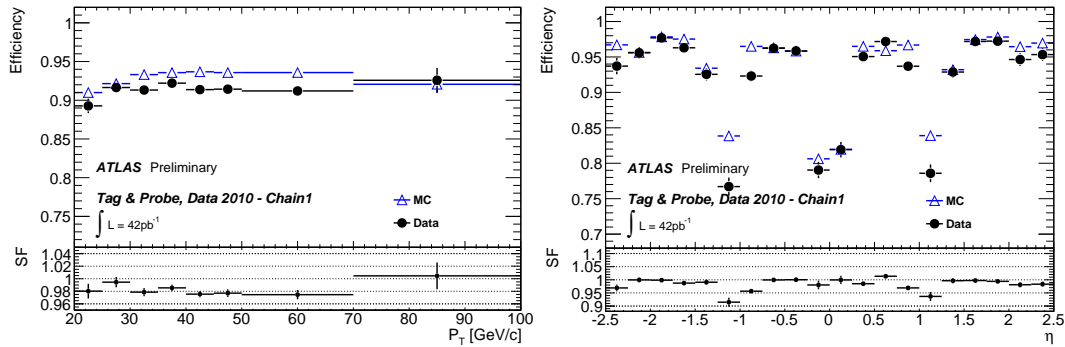 Efficiency
1
0.95
0.9
0.85
0.8
0.75
ATLAS Preliminary
Tag & Probe, Data 2010 - Chain1
∫ L = 42pb⁻¹
MC
Data
SF
1.04
1.02
1
0.98
0.96
20 30 40 50 60 70 80 90 100
P_T [GeV/c]
Efficiency
1
0.95
0.9
0.85
0.8
0.75
0.7
ATLAS Preliminary
Tag & Probe, Data 2010 - Chain1
∫ L = 42pb⁻¹
MC
Data
SF
1.1
1.05
1
0.95
0.9
-2.5 -2 -1.5 -1 -0.5 0 0.5 1 1.5 2 2.5
η